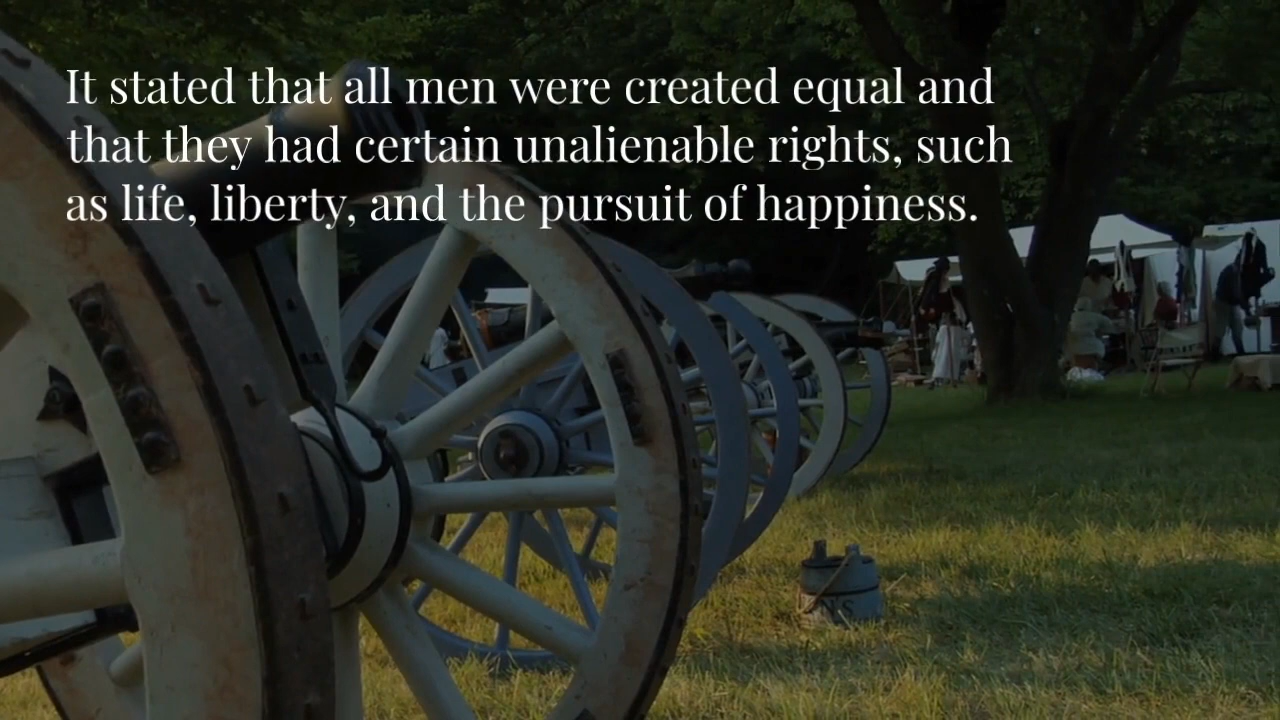 It stated that all men were created equal and
that they had certain unalienable rights, such
as life, liberty, and the pursuit of happiness.
N S